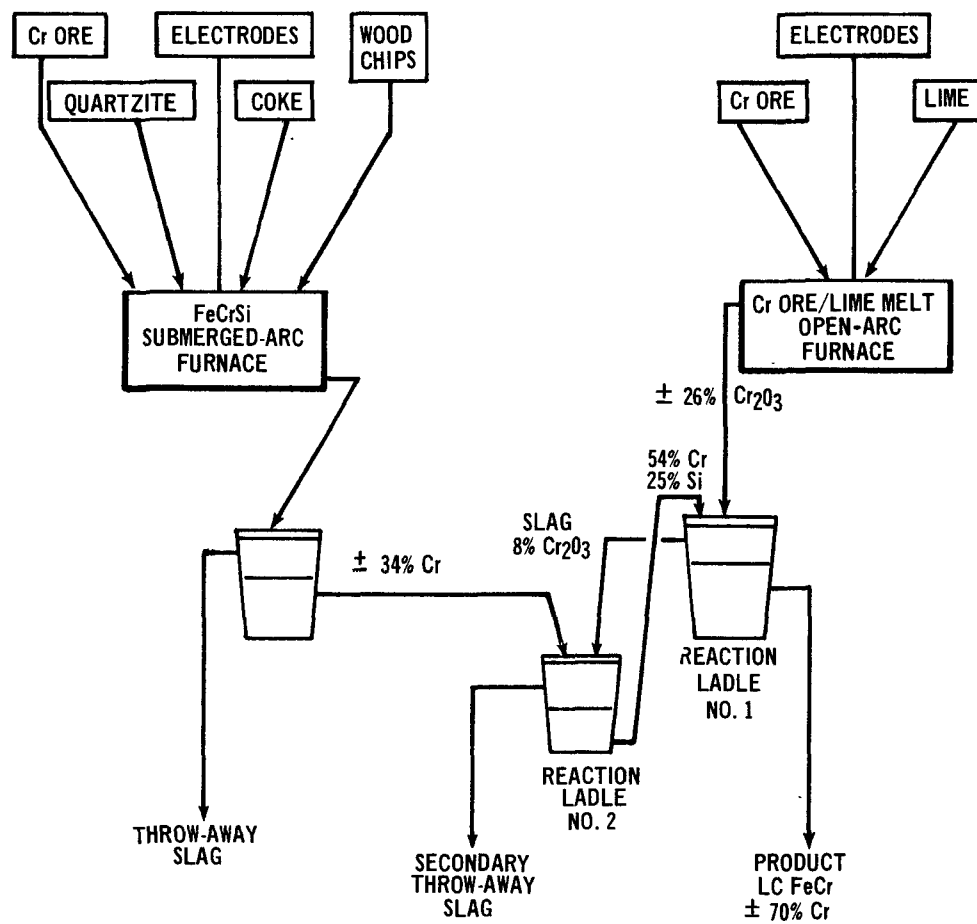 Cr ORE
ELECTRODES
WOOD
CHIPS
QUARTZITE
COKE
ELECTRODES
Cr ORE
LIME
FeCrSi
SUBMERGED-ARC
FURNACE
Cr ORE/LIME MELT
OPEN-ARC
FURNACE
± 26% Cr₂O₃
54% Cr
25% Si
SLAG
8% Cr₂O₃
± 34% Cr
REACTION
LADLE
NO. 1
REACTION
LADLE
NO. 2
THROW-AWAY
SLAG
SECONDARY
THROW-AWAY
SLAG
PRODUCT
LC FeCr
± 70% Cr